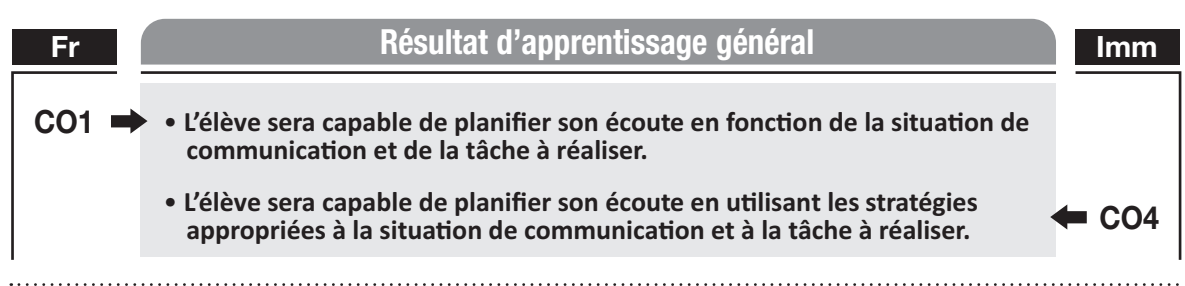 Fr
Résultat d’apprentissage général
Imm
CO1
• L’élève sera capable de planifier son écoute en fonction de la situation de
communication et de la tâche à réaliser.
• L’élève sera capable de planifier son écoute en utilisant les stratégies
appropriées à la situation de communication et à la tâche à réaliser.
CO4